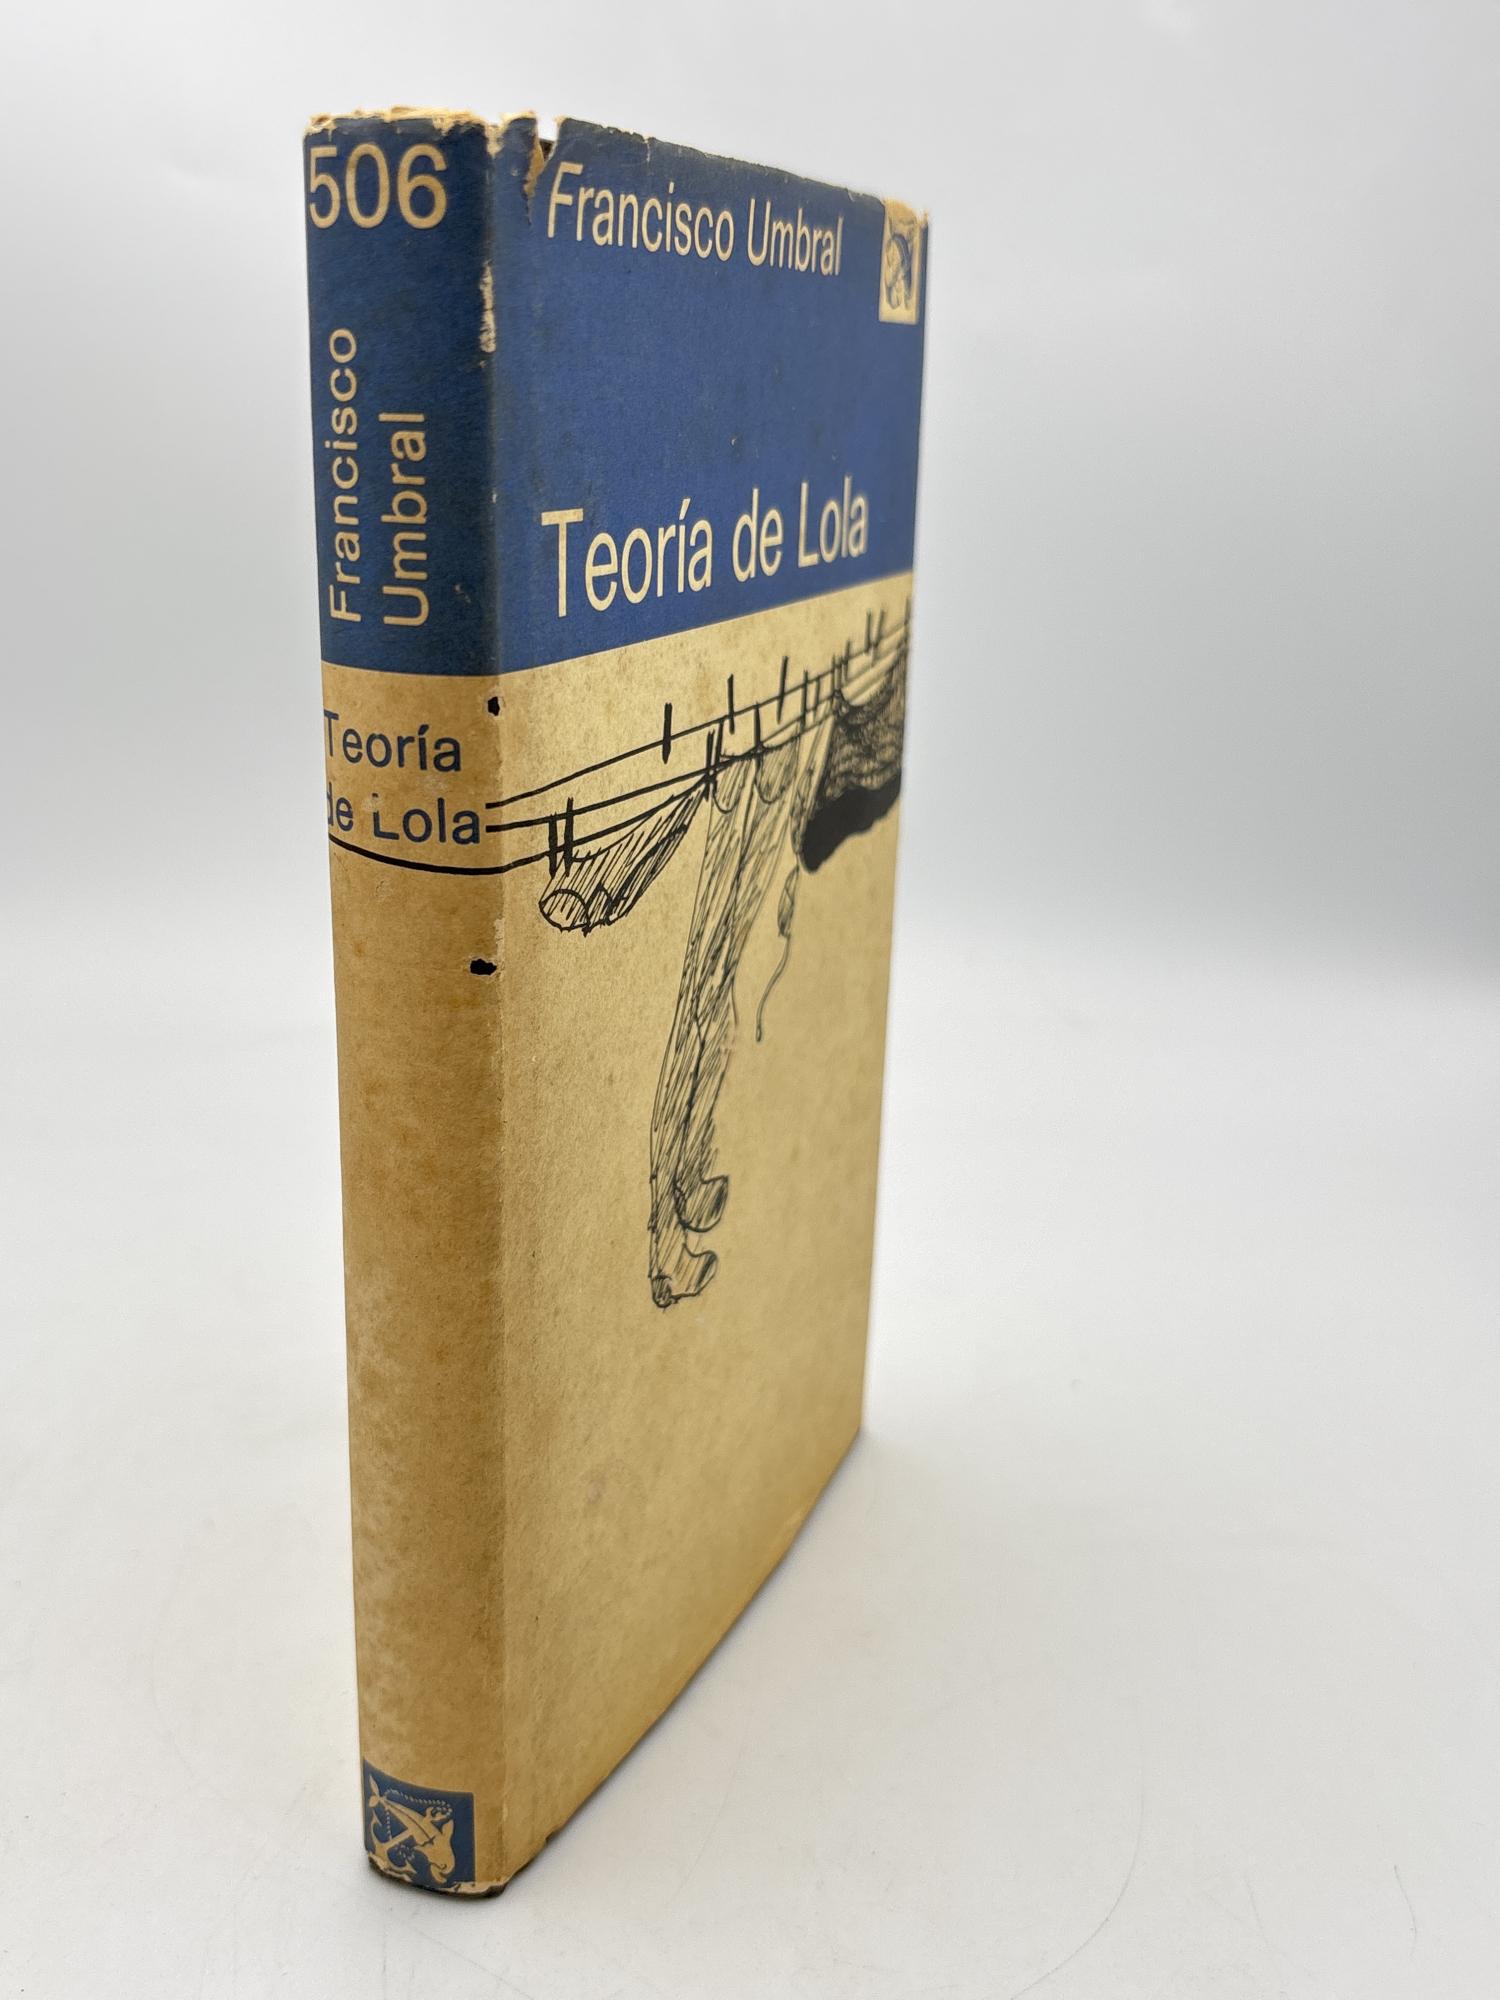 506
Francisco
Umbral
Teoría
de Lola
Francisco Umbral
Teoría de Lola